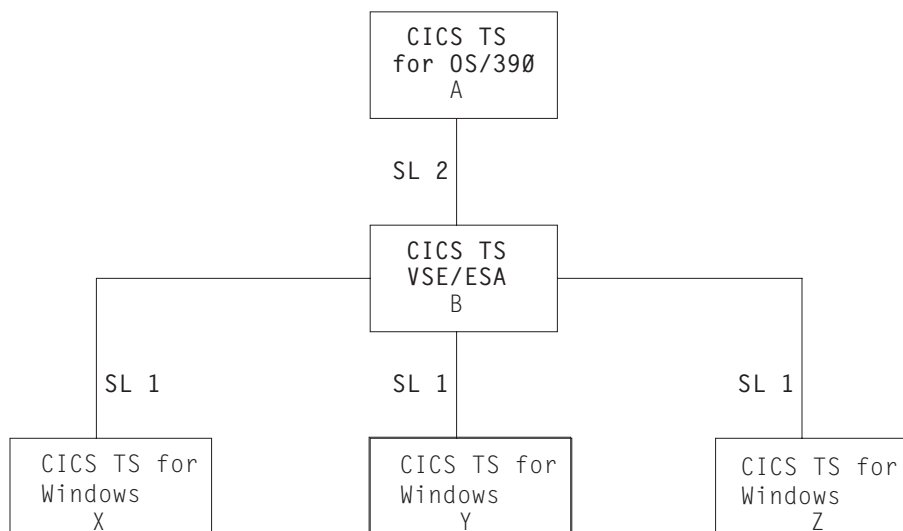 CICS TS
for OS/390
A
SL 2
CICS TS
VSE/ESA
B
SL 1
SL 1
SL 1
CICS TS for
Windows
X
CICS TS for
Windows
Y
CICS TS for
Windows
Z